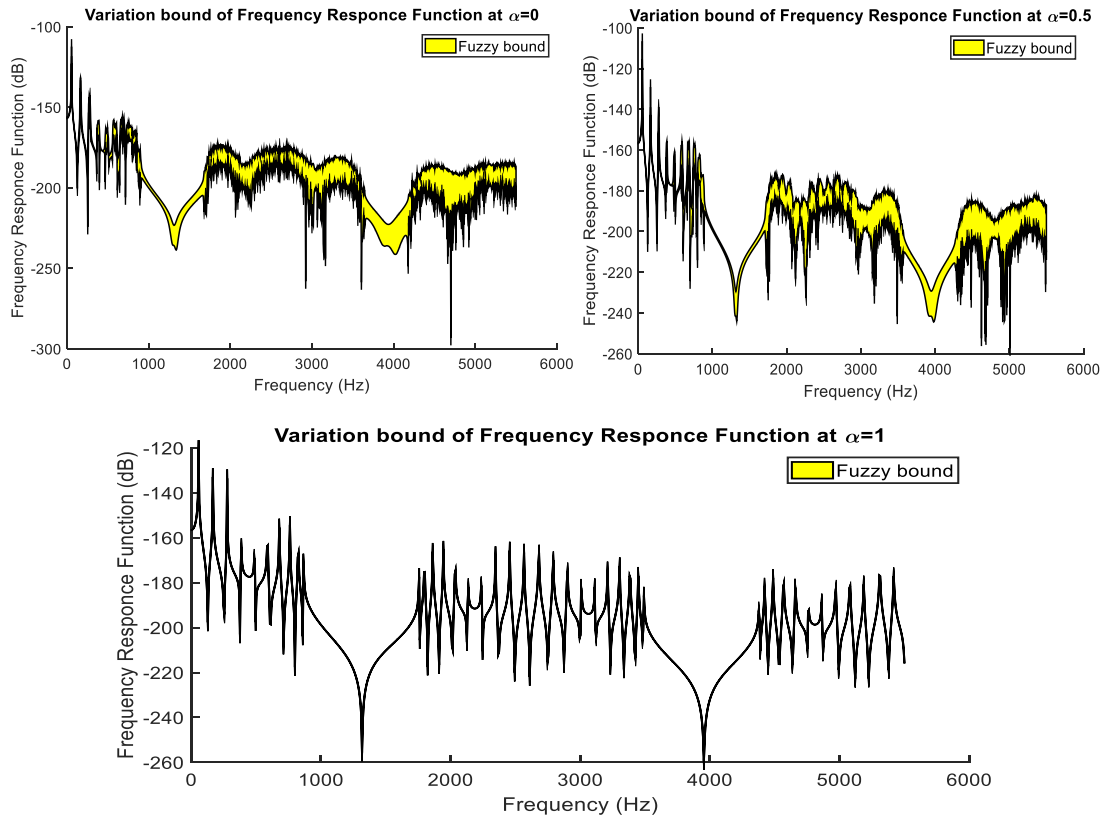 Variation bound of Frequency Responce Function at α=0
Fuzzy bound
Frequency Responce Function (dB)
-100
-150
-200
-250
-300
0 1000 2000 3000 4000 5000 6000
Frequency (Hz)
Variation bound of Frequency Responce Function at α=0.5
Fuzzy bound
Frequency Responce Function (dB)
-100
-120
-140
-160
-180
-200
-220
-240
-260
0 1000 2000 3000 4000 5000 6000
Frequency (Hz)
Variation bound of Frequency Responce Function at α=1
Fuzzy bound
Frequency Responce Function (dB)
-120
-140
-160
-180
-200
-220
-240
-260
0 1000 2000 3000 4000 5000 6000
Frequency (Hz)